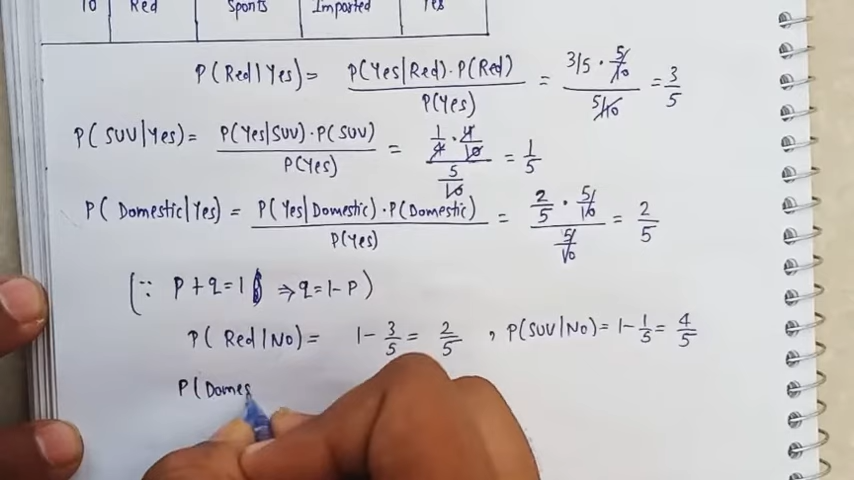 10 Red Sports Imported Yes
P(Red|Yes) = P(Yes|Red)·P(Red) / P(Yes) = 3/5 · 5/10 / 5/10 = 3/5
P(SUV|Yes) = P(Yes|SUV)·P(SUV) / P(Yes) = 1/4 · 4/10 / 5/10 = 1/5
P(Domestic|Yes) = P(Yes|Domestic)·P(Domestic) / P(Yes) = 2/5 · 5/10 / 5/10 = 2/5
(∵ P+q=1 ⇒ q=1-P)
P(Red|No) = 1 - 3/5 = 2/5 , P(SUV|No) = 1 - 1/5 = 4/5
P(Domes